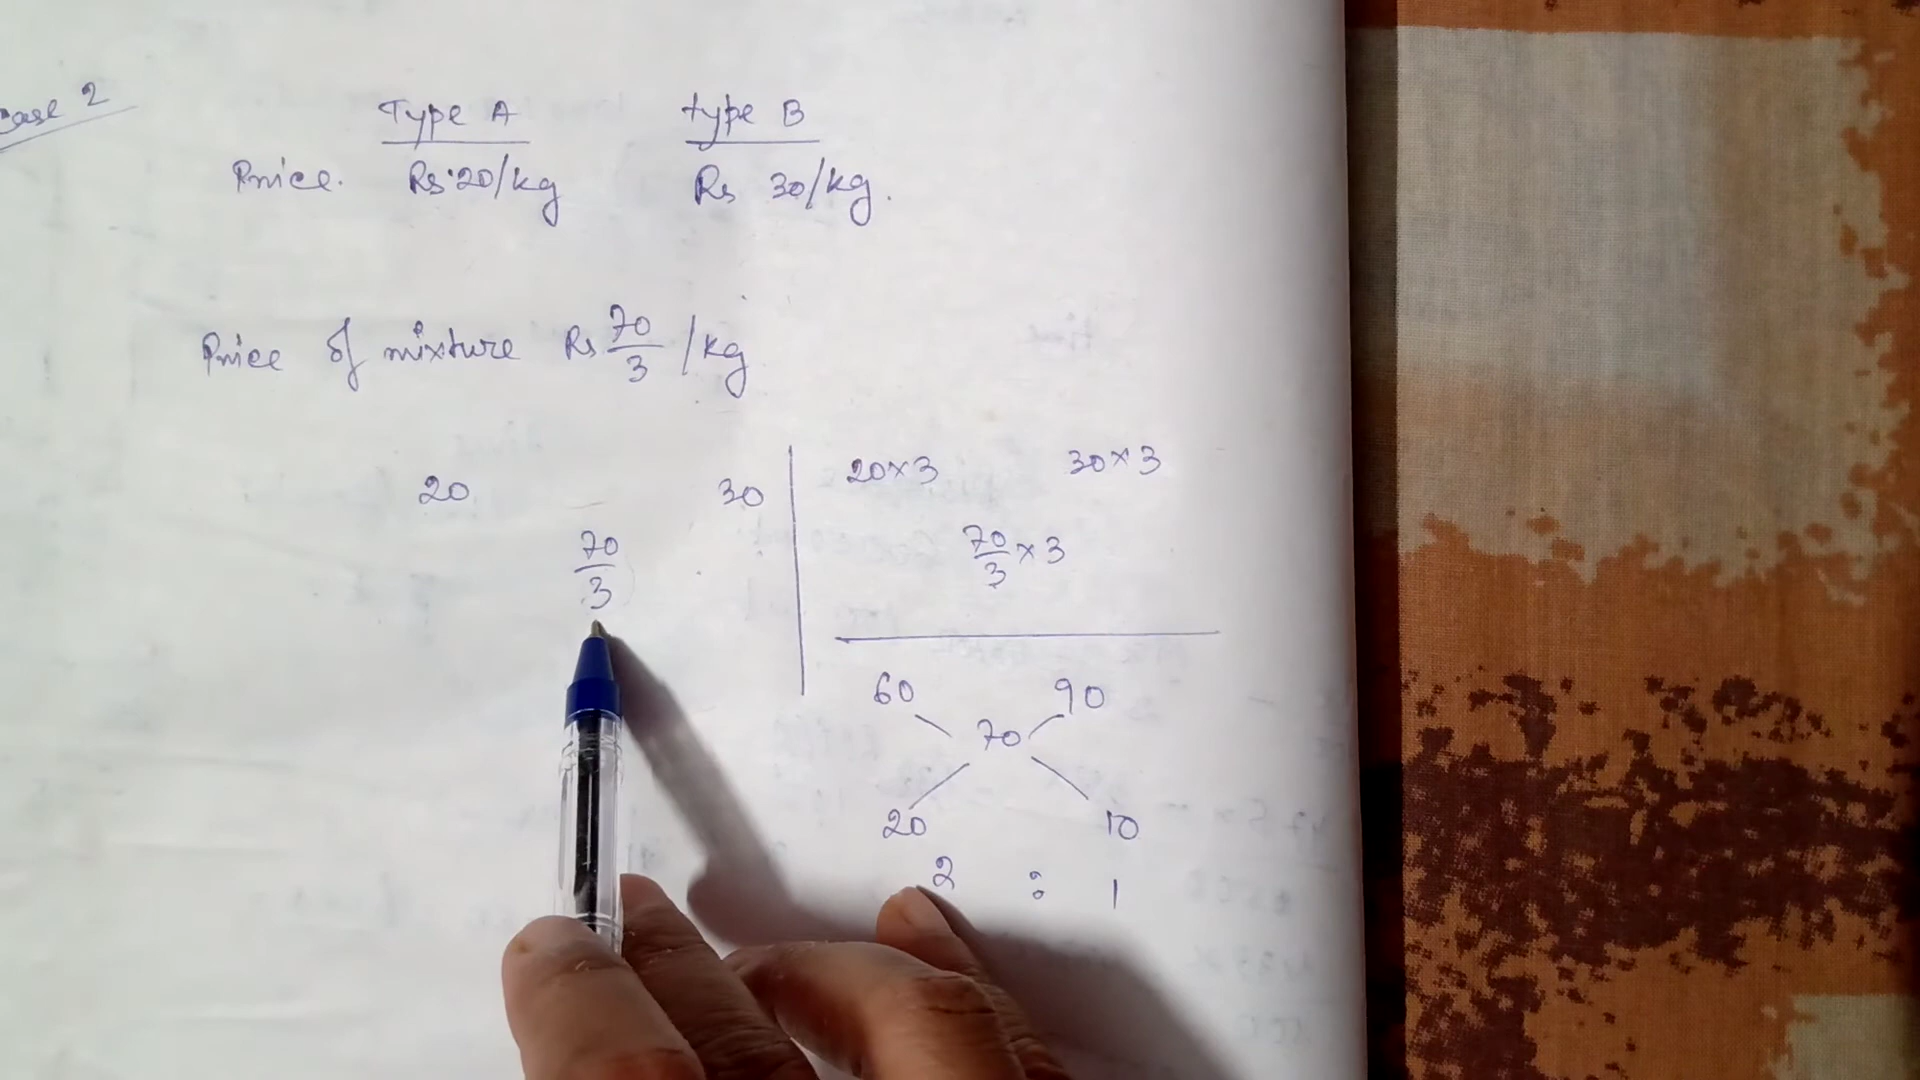 Case 2
Type A type B
Price. Rs.20/kg Rs 30/kg.
Price of mixture Rs 70/3 /kg
20 30
70/3
20×3 30×3
70/3 ×3
60 90
70
20 10
2 : 1